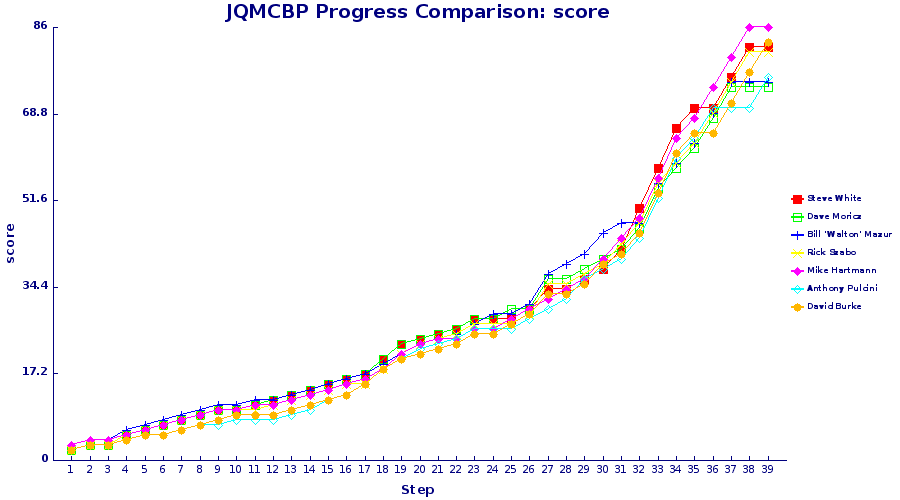 JQMCBP Progress Comparison: score
86
68.8
51.6
34.4
17.2
0
score
1 2 3 4 5 6 7 8 9 10 11 12 13 14 15 16 17 18 19 20 21 22 23 24 25 26 27 28 29 30 31 32 33 34 35 36 37 38 39
Step
Steve White
Dave Moricz
Bill 'Walton' Mazur
Rick Szabo
Mike Hartmann
Anthony Pulcini
David Burke